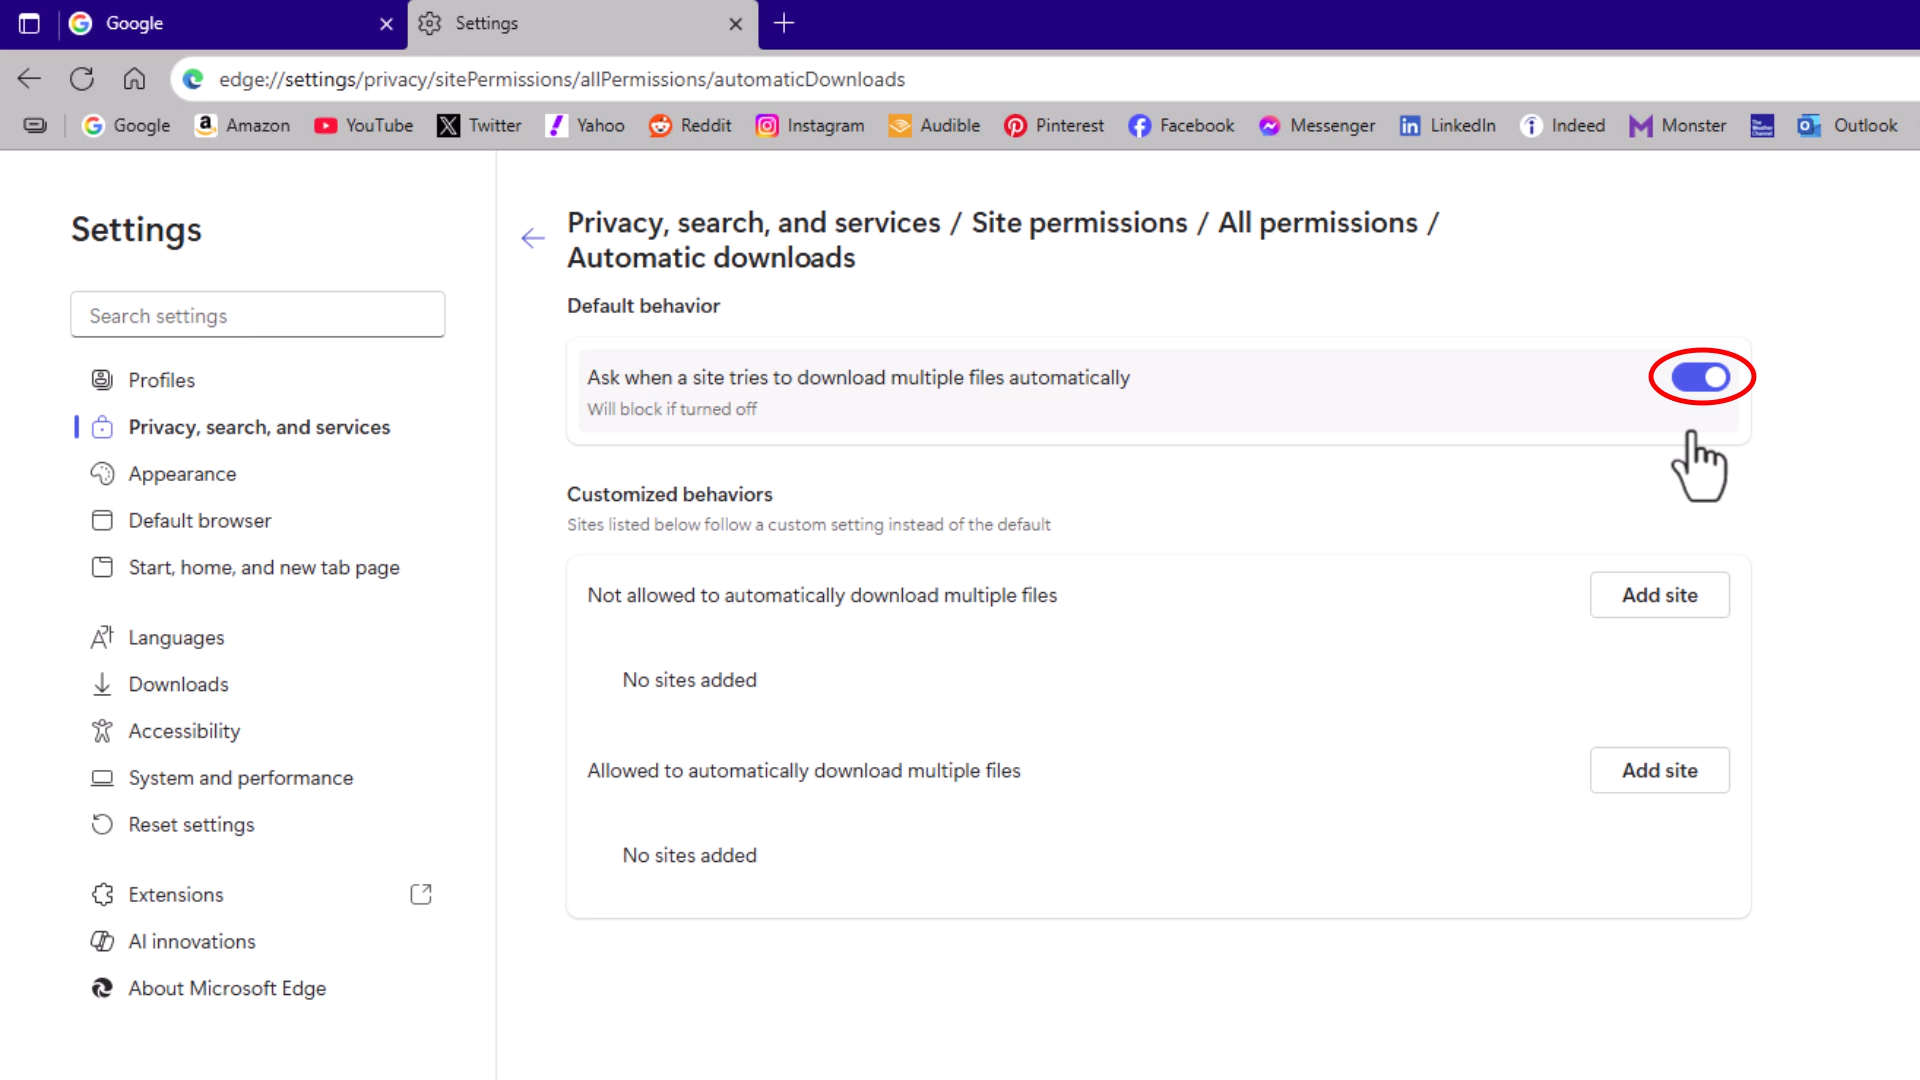 Google
Settings
edge://settings/privacy/sitePermissions/allPermissions/automaticDownloads
Google
Amazon
YouTube
Twitter
Yahoo
Reddit
Instagram
Audible
Pinterest
Facebook
Messenger
LinkedIn
Indeed
Monster
Outlook
Settings
Search settings
Profiles
Privacy, search, and services
Appearance
Default browser
Start, home, and new tab page
Languages
Downloads
Accessibility
System and performance
Reset settings
Extensions
AI innovations
About Microsoft Edge
Privacy, search, and services / Site permissions / All permissions /
Automatic downloads
Default behavior
Ask when a site tries to download multiple files automatically
Will block if turned off
Customized behaviors
Sites listed below follow a custom setting instead of the default
Not allowed to automatically download multiple files
Add site
No sites added
Allowed to automatically download multiple files
Add site
No sites added